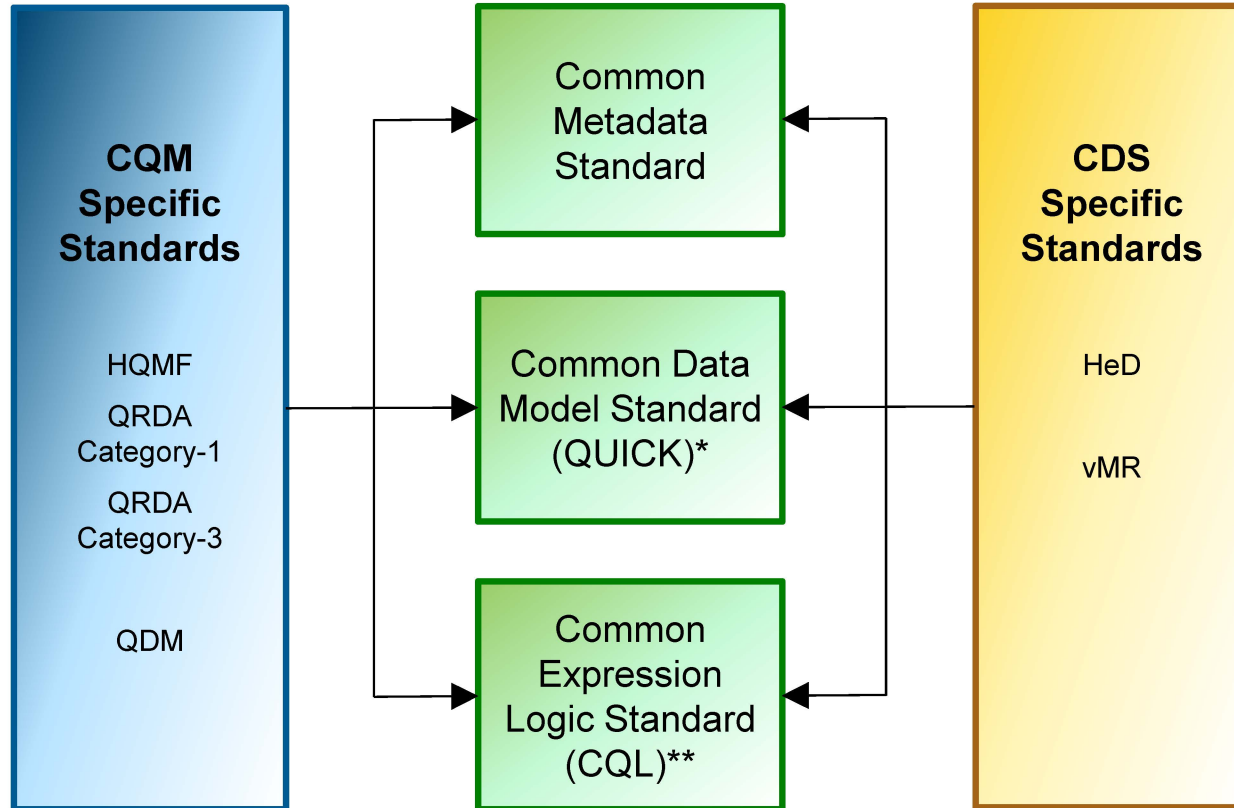 CQM
Specific
Standards
HQMF
QRDA
Category-1
QRDA
Category-3
QDM
Common
Metadata
Standard
Common Data
Model Standard
(QUICK)*
Common
Expression
Logic Standard
(CQL)**
CDS
Specific
Standards
HeD
vMR